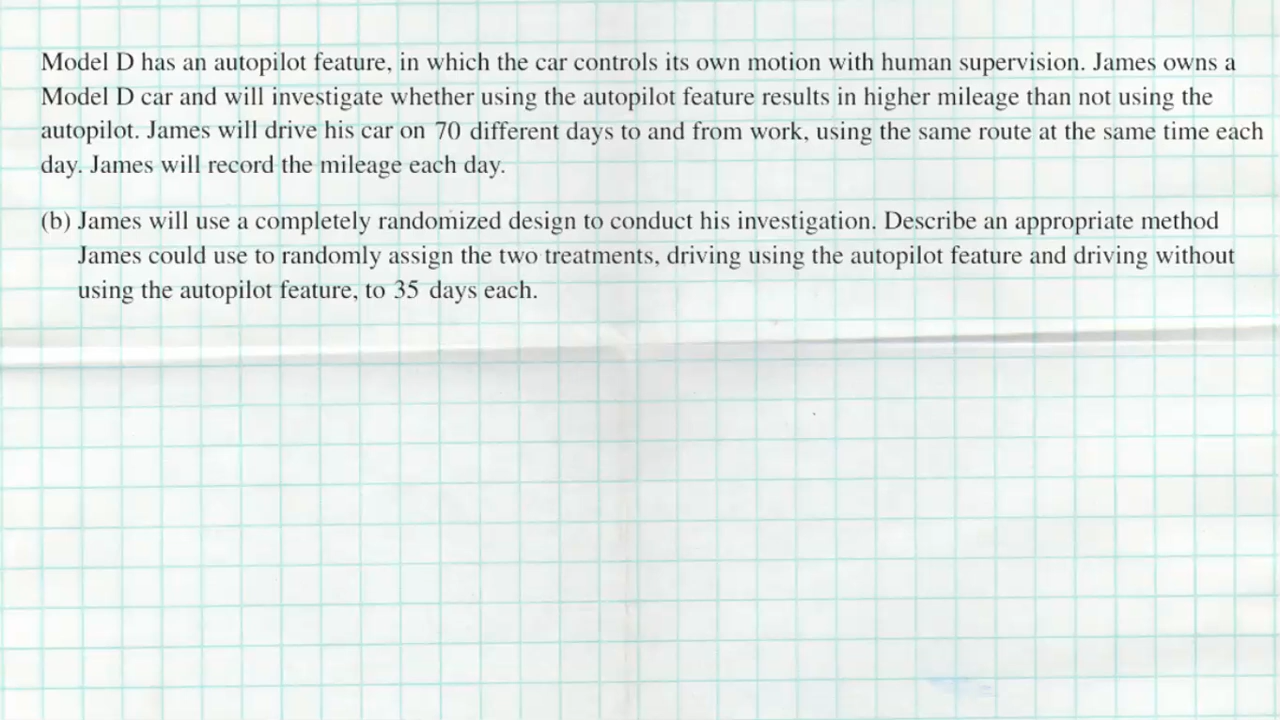 Model D has an autopilot feature, in which the car controls its own motion with human supervision. James owns a
Model D car and will investigate whether using the autopilot feature results in higher mileage than not using the
autopilot. James will drive his car on 70 different days to and from work, using the same route at the same time each
day. James will record the mileage each day.
(b) James will use a completely randomized design to conduct his investigation. Describe an appropriate method
James could use to randomly assign the two treatments, driving using the autopilot feature and driving without
using the autopilot feature, to 35 days each.